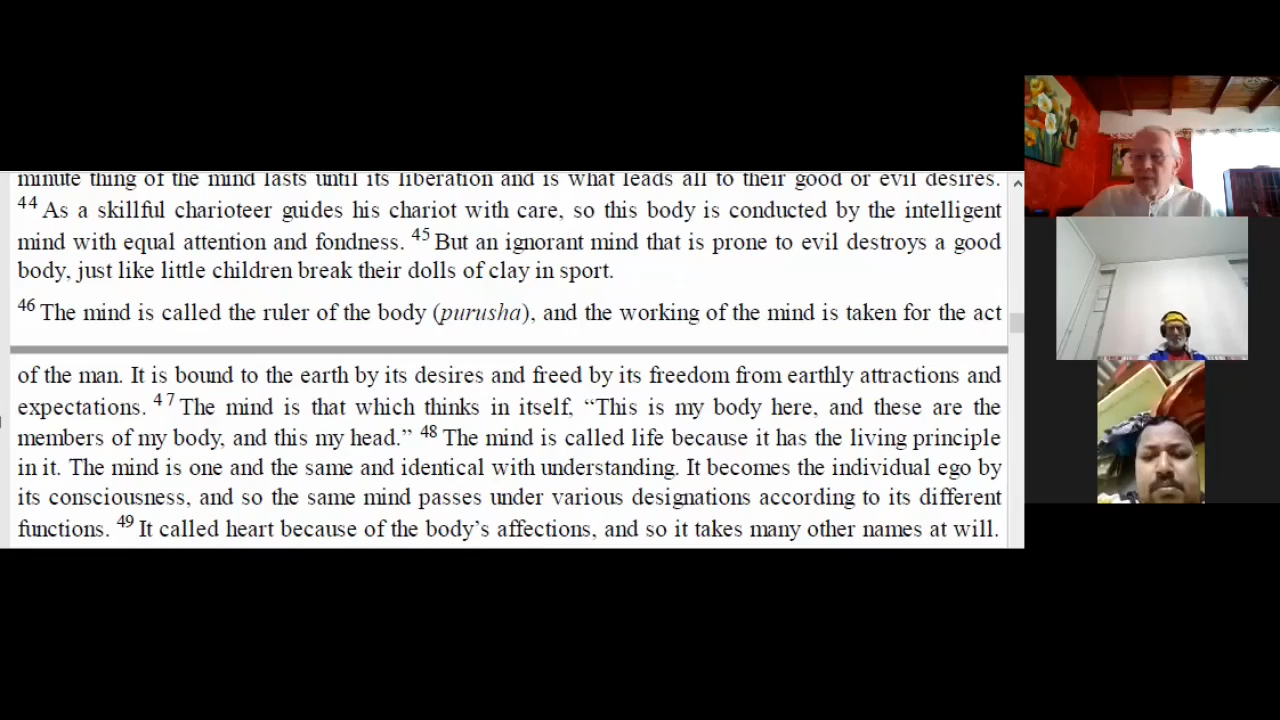 minute thing of the mind lasts until its liberation and is what leads all to their good or evil desires.
44 As a skillful charioteer guides his chariot with care, so this body is conducted by the intelligent
mind with equal attention and fondness. 45 But an ignorant mind that is prone to evil destroys a good
body, just like little children break their dolls of clay in sport.
46 The mind is called the ruler of the body (purusha), and the working of the mind is taken for the act
of the man. It is bound to the earth by its desires and freed by its freedom from earthly attractions and
expectations. 47 The mind is that which thinks in itself, “This is my body here, and these are the
members of my body, and this my head.” 48 The mind is called life because it has the living principle
in it. The mind is one and the same and identical with understanding. It becomes the individual ego by
its consciousness, and so the same mind passes under various designations according to its different
functions. 49 It called heart because of the body’s affections, and so it takes many other names at will.